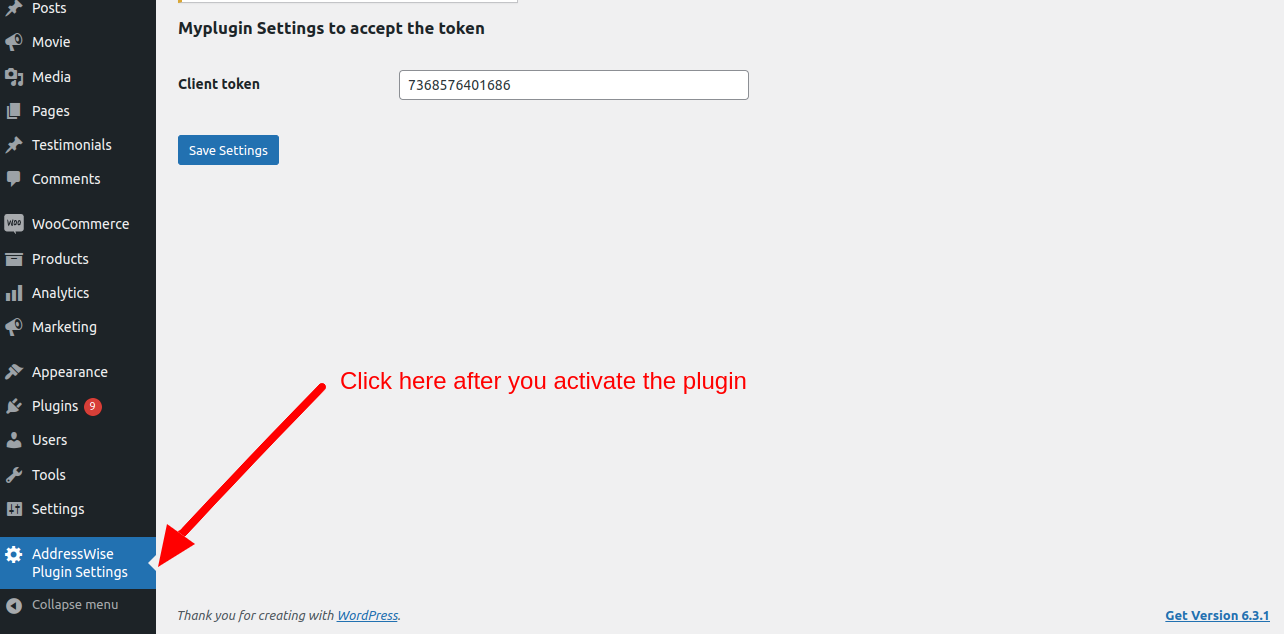 Posts
Movie
Media
Pages
Testimonials
Comments
WOO WooCommerce
Products
Analytics
Marketing
Appearance
Plugins 9
Users
Tools
Settings
AddressWise
Plugin Settings
Collapse menu
Myplugin Settings to accept the token
Client token 7368576401686
Save Settings
Click here after you activate the plugin
Thank you for creating with WordPress.
Get Version 6.3.1